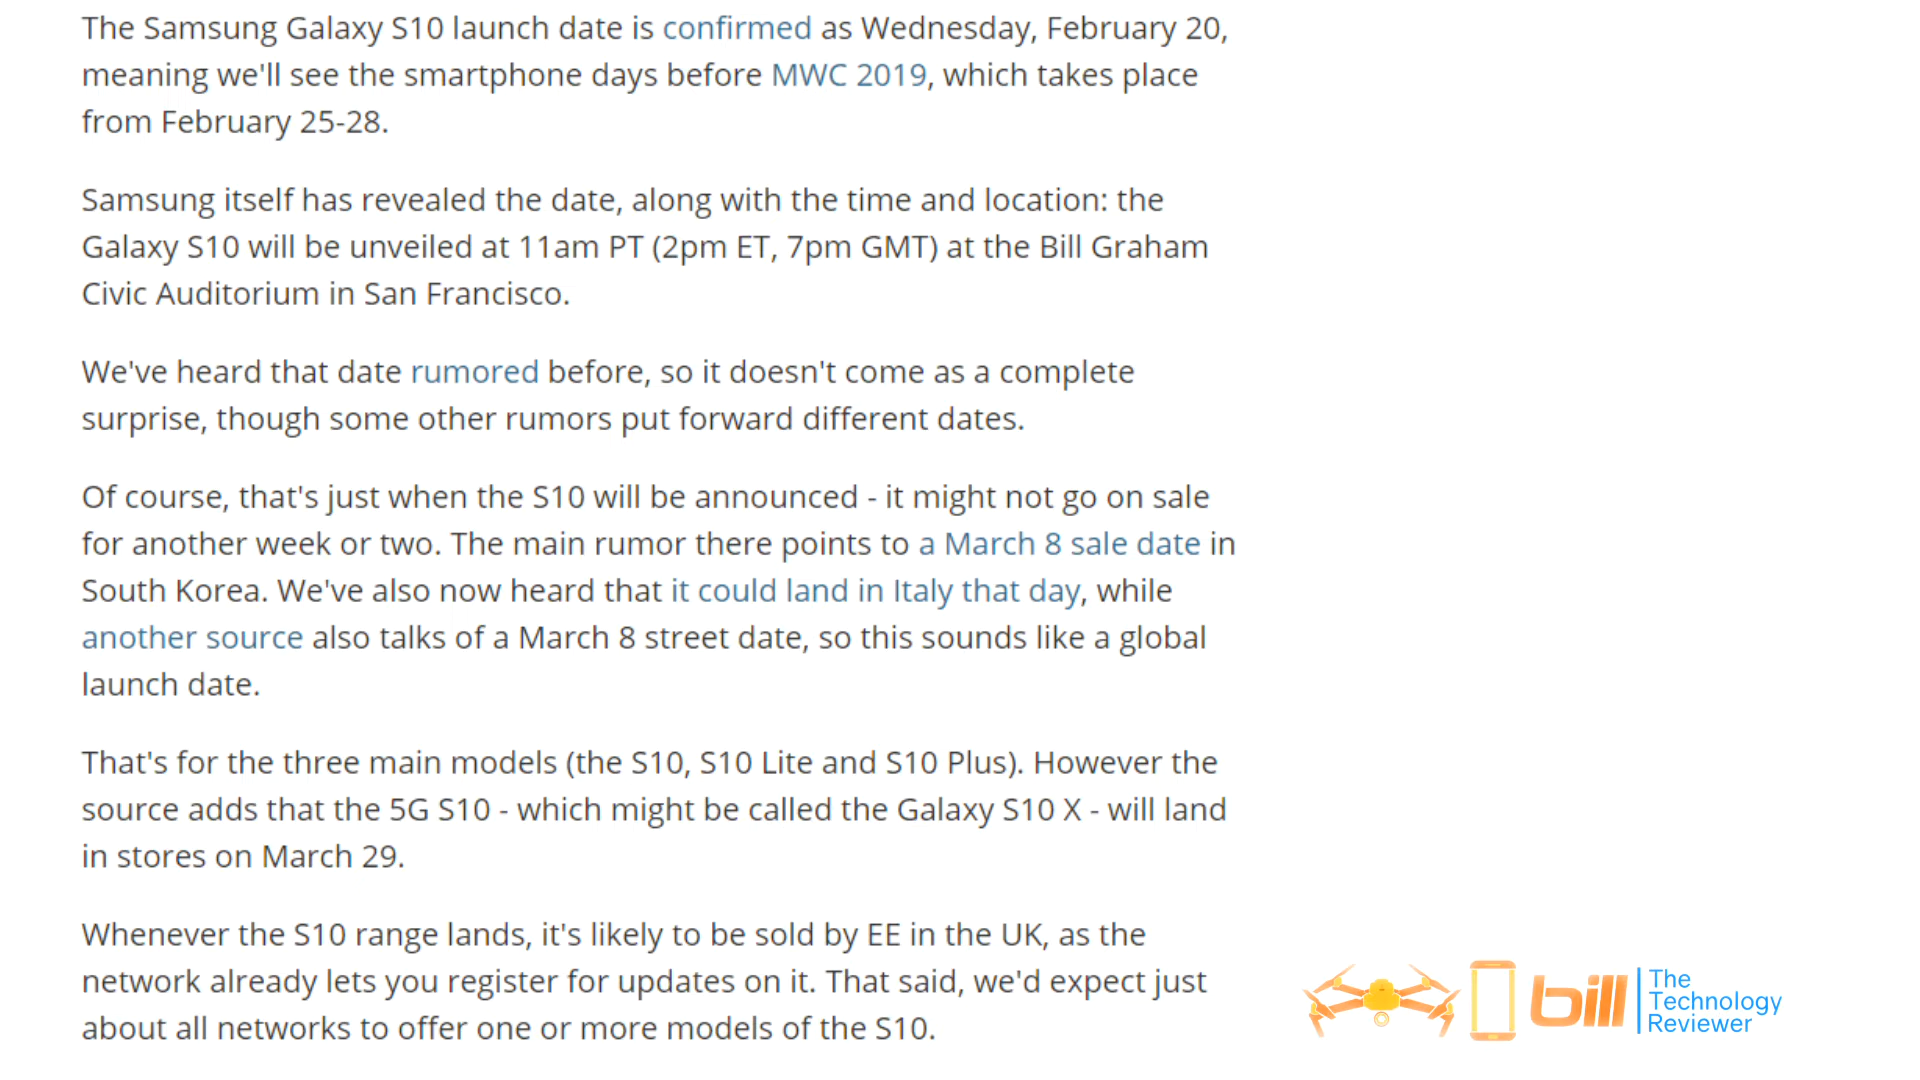 The Samsung Galaxy S10 launch date is confirmed as Wednesday, February 20,
meaning we'll see the smartphone days before MWC 2019, which takes place
from February 25-28.
Samsung itself has revealed the date, along with the time and location: the
Galaxy S10 will be unveiled at 11am PT (2pm ET, 7pm GMT) at the Bill Graham
Civic Auditorium in San Francisco.
We've heard that date rumored before, so it doesn't come as a complete
surprise, though some other rumors put forward different dates.
Of course, that's just when the S10 will be announced - it might not go on sale
for another week or two. The main rumor there points to a March 8 sale date in
South Korea. We've also now heard that it could land in Italy that day, while
another source also talks of a March 8 street date, so this sounds like a global
launch date.
That's for the three main models (the S10, S10 Lite and S10 Plus). However the
source adds that the 5G S10 - which might be called the Galaxy S10 X - will land
in stores on March 29.
Whenever the S10 range lands, it's likely to be sold by EE in the UK, as the
network already lets you register for updates on it. That said, we'd expect just
about all networks to offer one or more models of the S10.
bill
The
Technology
Reviewer